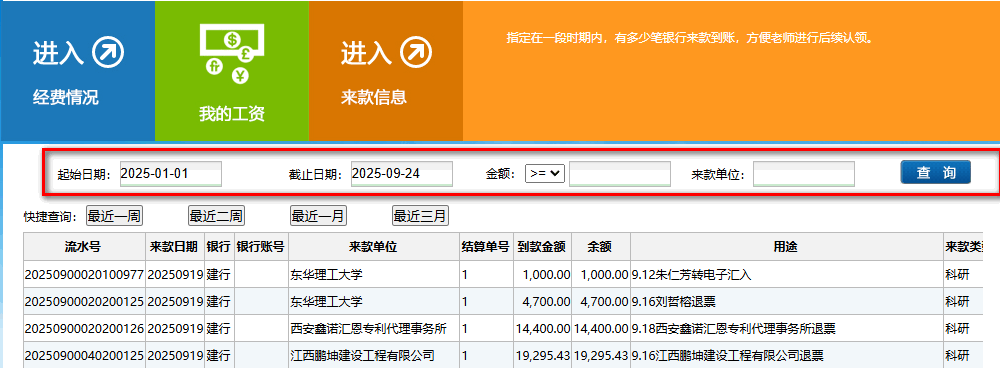 进入
经费情况
我的工资
进入
来款信息
指定在一段时期内，有多少笔银行来款到账，方便老师进行后续认领。
起始日期： 2025-01-01 截止日期： 2025-09-24 金额： >= 来款单位： 查 询
快捷查询： 最近一周 最近二周 最近一月 最近三月
流水号 来款日期 银行 银行账号 来款单位 结算单号 到款金额 余额 用途 来款类
20250900020100977 20250919 建行 东华理工大学 1 1,000.00 1,000.00 9.12朱仁芳转电子汇入 科研
20250900020200125 20250919 建行 东华理工大学 1 4,700.00 4,700.00 9.16刘哲榕退票 科研
20250900020200126 20250919 建行 西安鑫诺汇恩专利代理事务所 1 14,400.00 14,400.00 9.18西安鑫诺汇恩专利代理事务所退票 科研
20250900040200125 20250919 建行 江西鹏坤建设工程有限公司 1 19,295.43 19,295.43 9.16江西鹏坤建设工程有限公司退票 科研